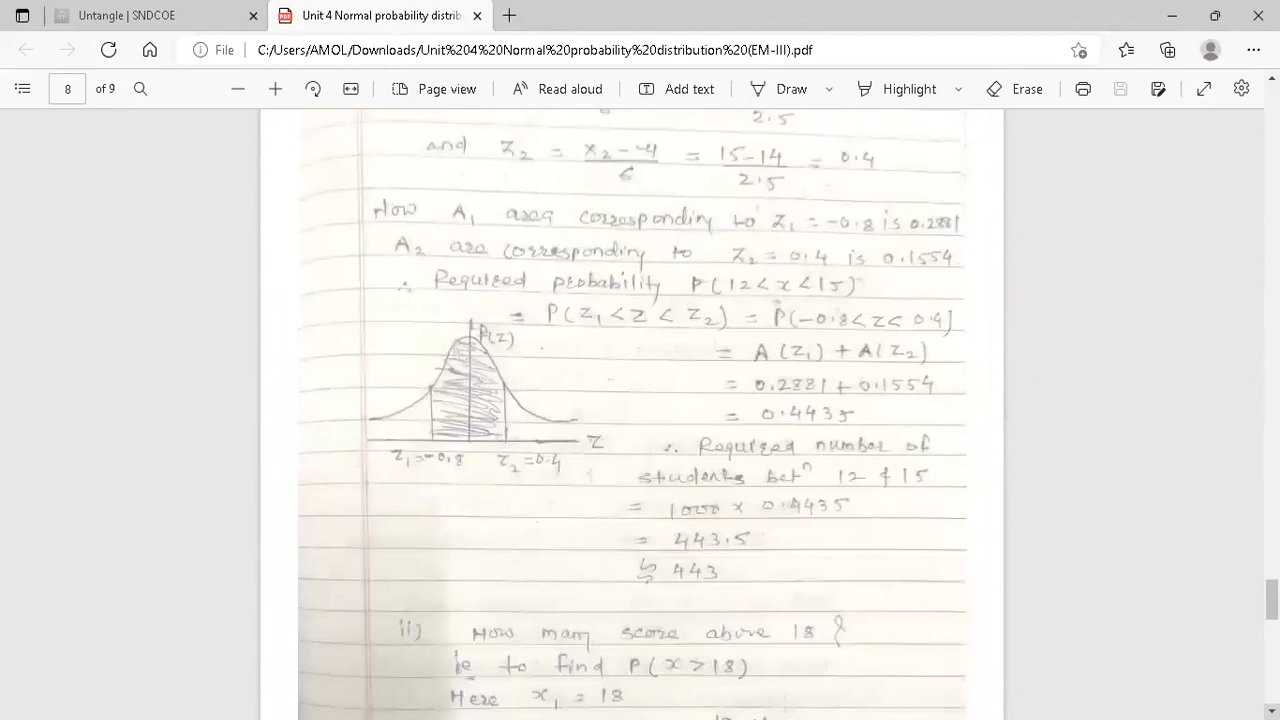 Untangle | SNDCOE
Unit 4 Normal probability distrib
File C:/Users/AMOL/Downloads/Unit%204%20Normal%20probability%20distribution%20(EM-III).pdf
8 of 9 Page view Read aloud Add text Draw Highlight Erase
2.5
and Z₂ = x₂ - μ / σ = 15-14 / 2.5 = 0.4
Now A₁ area corresponding to Z₁ = -0.8 is 0.2881
A₂ are corresponding to Z₂ = 0.4 is 0.1554
∴ Required probability P(12 < x < 15)
= P(Z₁ < Z < Z₂) = P(-0.8 < Z < 0.4)
P(Z)
= A(Z₁) + A(Z₂)
= 0.2881 + 0.1554
= 0.4435
Z
Z₁ = -0.8 Z₂ = 0.4
∴ Required number of
students betⁿ 12 & 15
= 1000 × 0.4435
= 443.5
≈ 443
ii) How many score above 18 ?
ie to find P(x > 18)
Here x₁ = 18